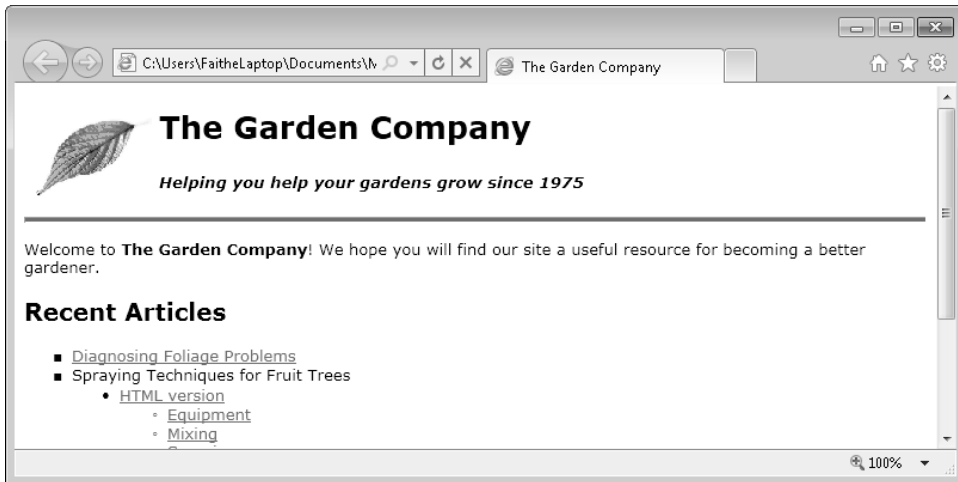 C:\Users\FaitheLaptop\Documents\
The Garden Company
The Garden Company
Helping you help your gardens grow since 1975
Welcome to The Garden Company! We hope you will find our site a useful resource for becoming a better
gardener.
Recent Articles
Diagnosing Foliage Problems
Spraying Techniques for Fruit Trees
HTML version
Equipment
Mixing
100%